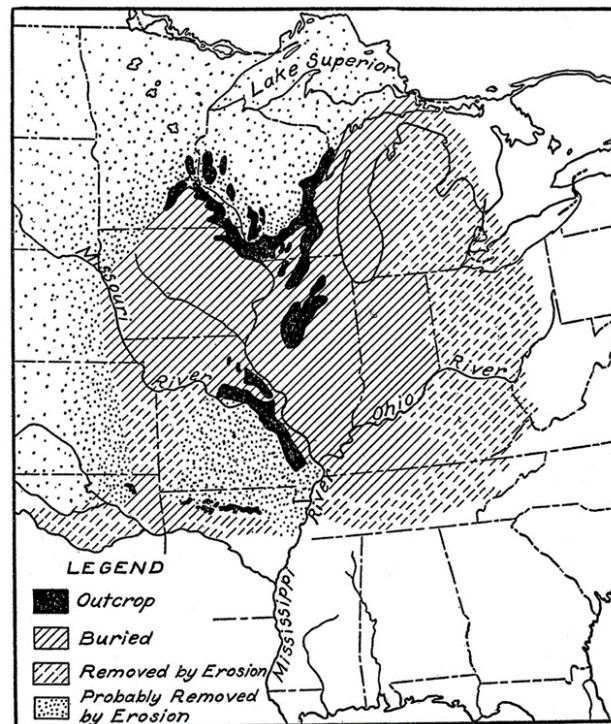 Lake Superior
Missouri
River
River
Ohio
River
Mississippi
LEGEND
Outcrop
Buried
Removed by Erosion
Probably Removed
by Erosion